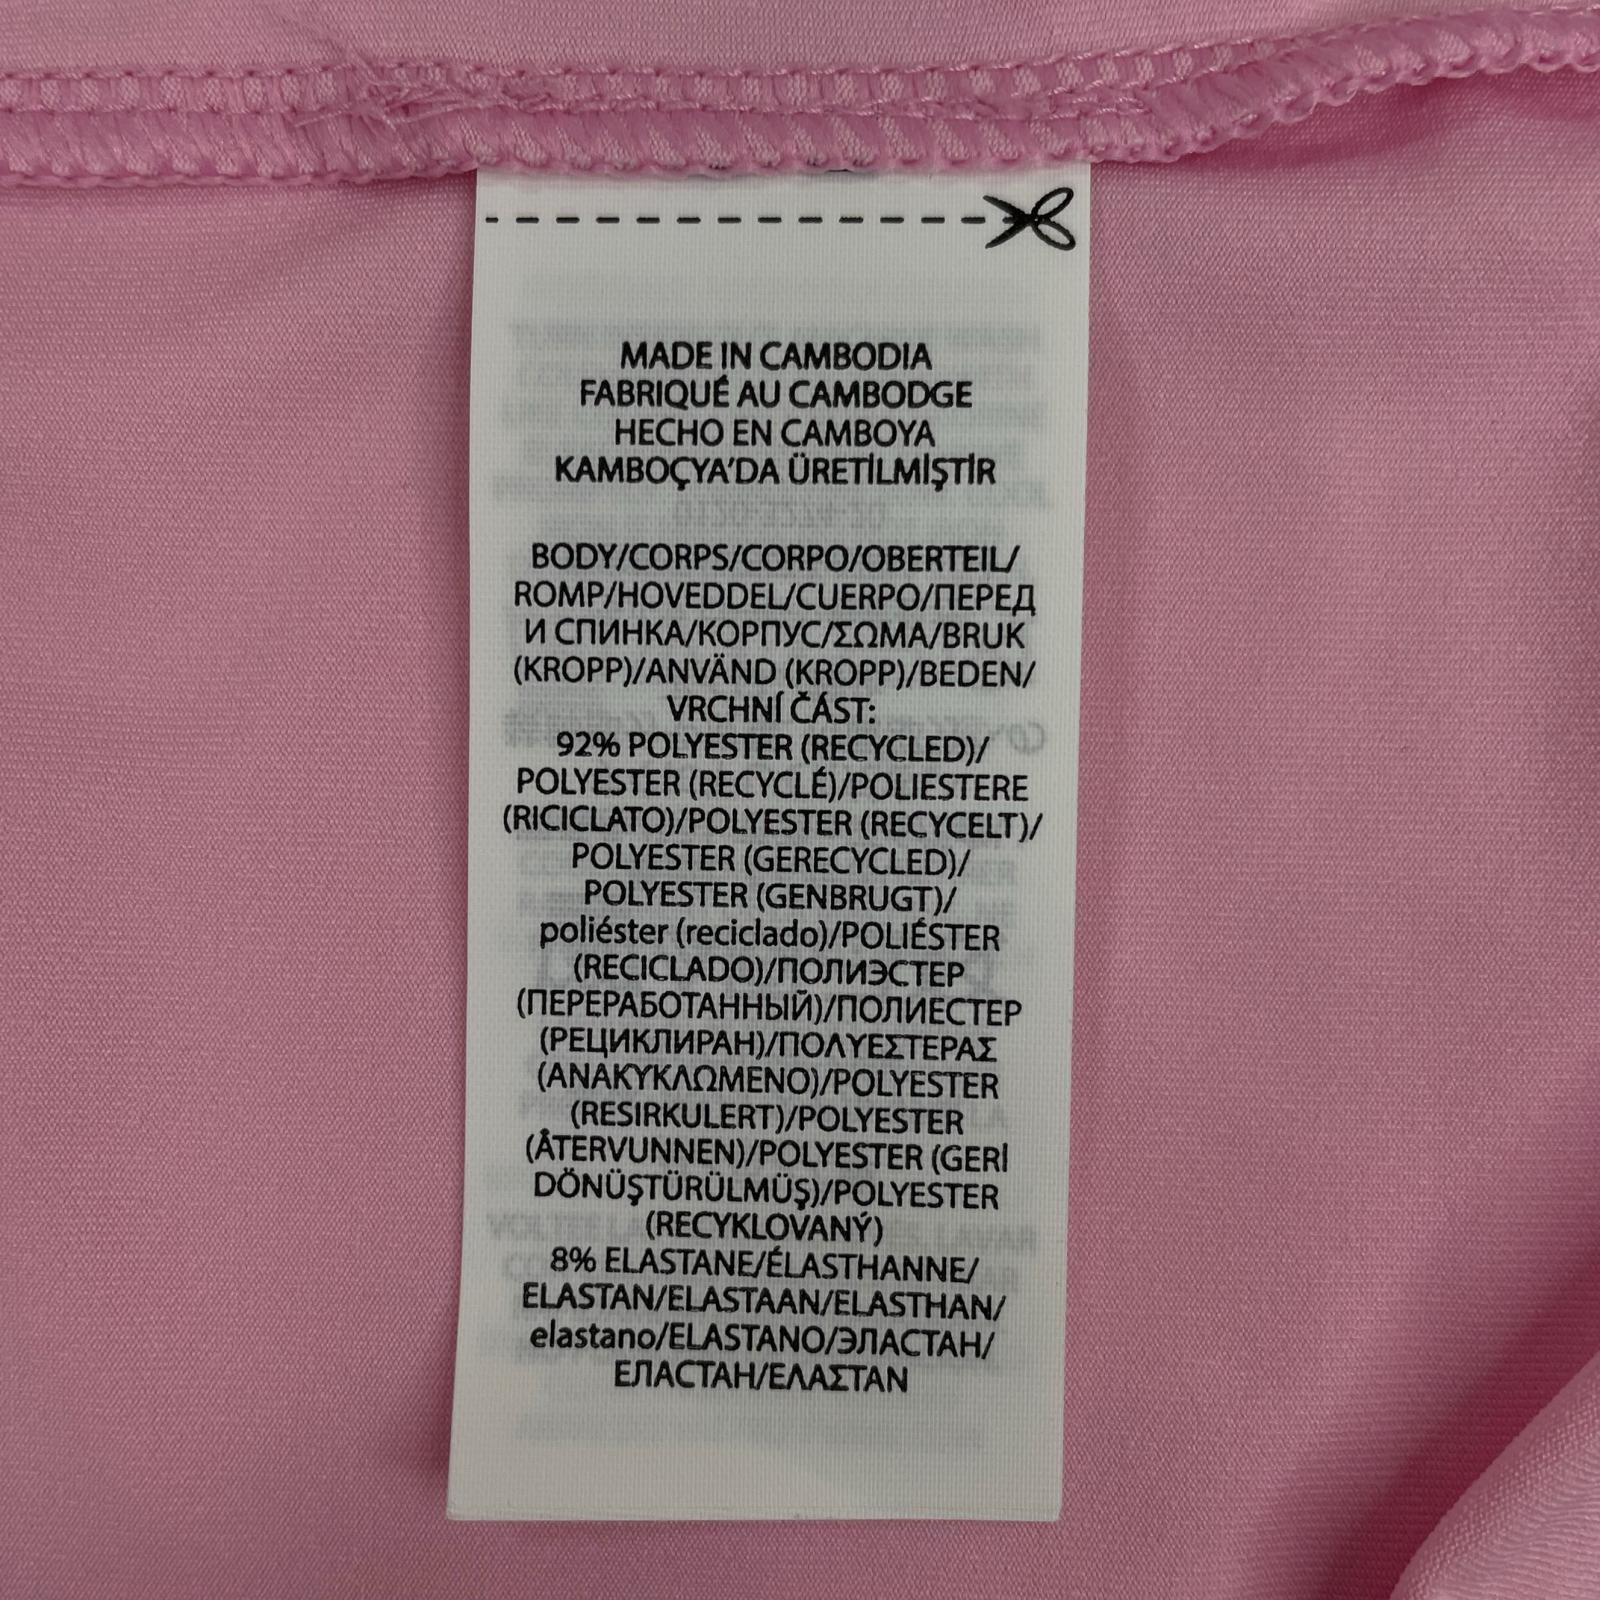 MADE IN CAMBODIA
FABRIQUÉ AU CAMBODGE
HECHO EN CAMBOYA
KAMBOÇYA'DA ÜRETİLMİŞTİR
BODY/CORPS/CORPO/OBERTEIL/
ROMP/HOVEDDEL/CUERPO/ПЕРЕД
И СПИНКА/КОРПУС/ΣΩΜΑ/BRUK
(KROPP)/ANVÄND (KROPP)/BEDEN/
VRCHNÍ ČÁST:
92% POLYESTER (RECYCLED)/
POLYESTER (RECYCLÉ)/POLIESTERE
(RICICLATO)/POLYESTER (RECYCELT)/
POLYESTER (GERECYCLED)/
POLYESTER (GENBRUGT)/
poliéster (reciclado)/POLIÉSTER
(RECICLADO)/ПОЛИЭСТЕР
(ПЕРЕРАБОТАННЫЙ)/ПОЛИЕСТЕР
(РЕЦИКЛИРАН)/ΠΟΛΥΕΣΤΕΡΑΣ
(ΑΝΑΚΥΚΛΩΜΕΝΟ)/POLYESTER
(RESIRKULERT)/POLYESTER
(ÅTERVUNNEN)/POLYESTER (GERİ
DÖNÜŞTÜRÜLMÜŞ)/POLYESTER
(RECYKLOVANÝ)
8% ELASTANE/ÉLASTHANNE/
ELASTAN/ELASTAAN/ELASTHAN/
elastano/ELASTANO/ЭЛАСТАН/
ЕЛАСТАН/ΕΛΑΣΤΑΝ